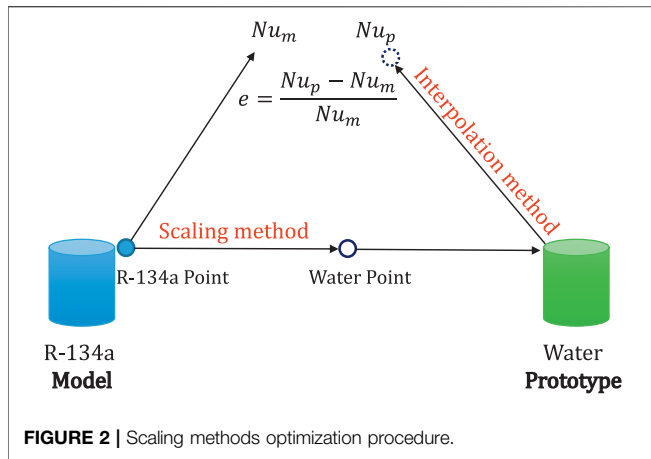 Nu_m Nu_p
e = \frac{Nu_p - Nu_m}{Nu_m}
Interpolation method
Scaling method
R-134a Point Water Point
R-134a Water
Model Prototype
FIGURE 2 | Scaling methods optimization procedure.